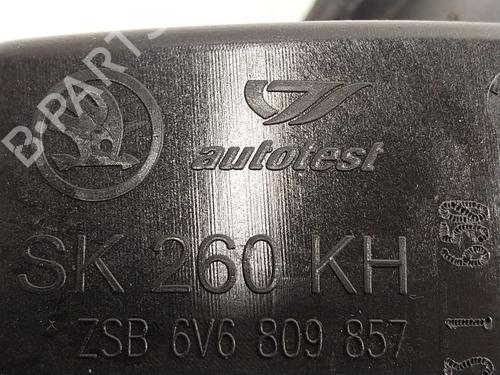 B-PARTS
autotest
SK 260 KH
ZSB 6V6 809 857